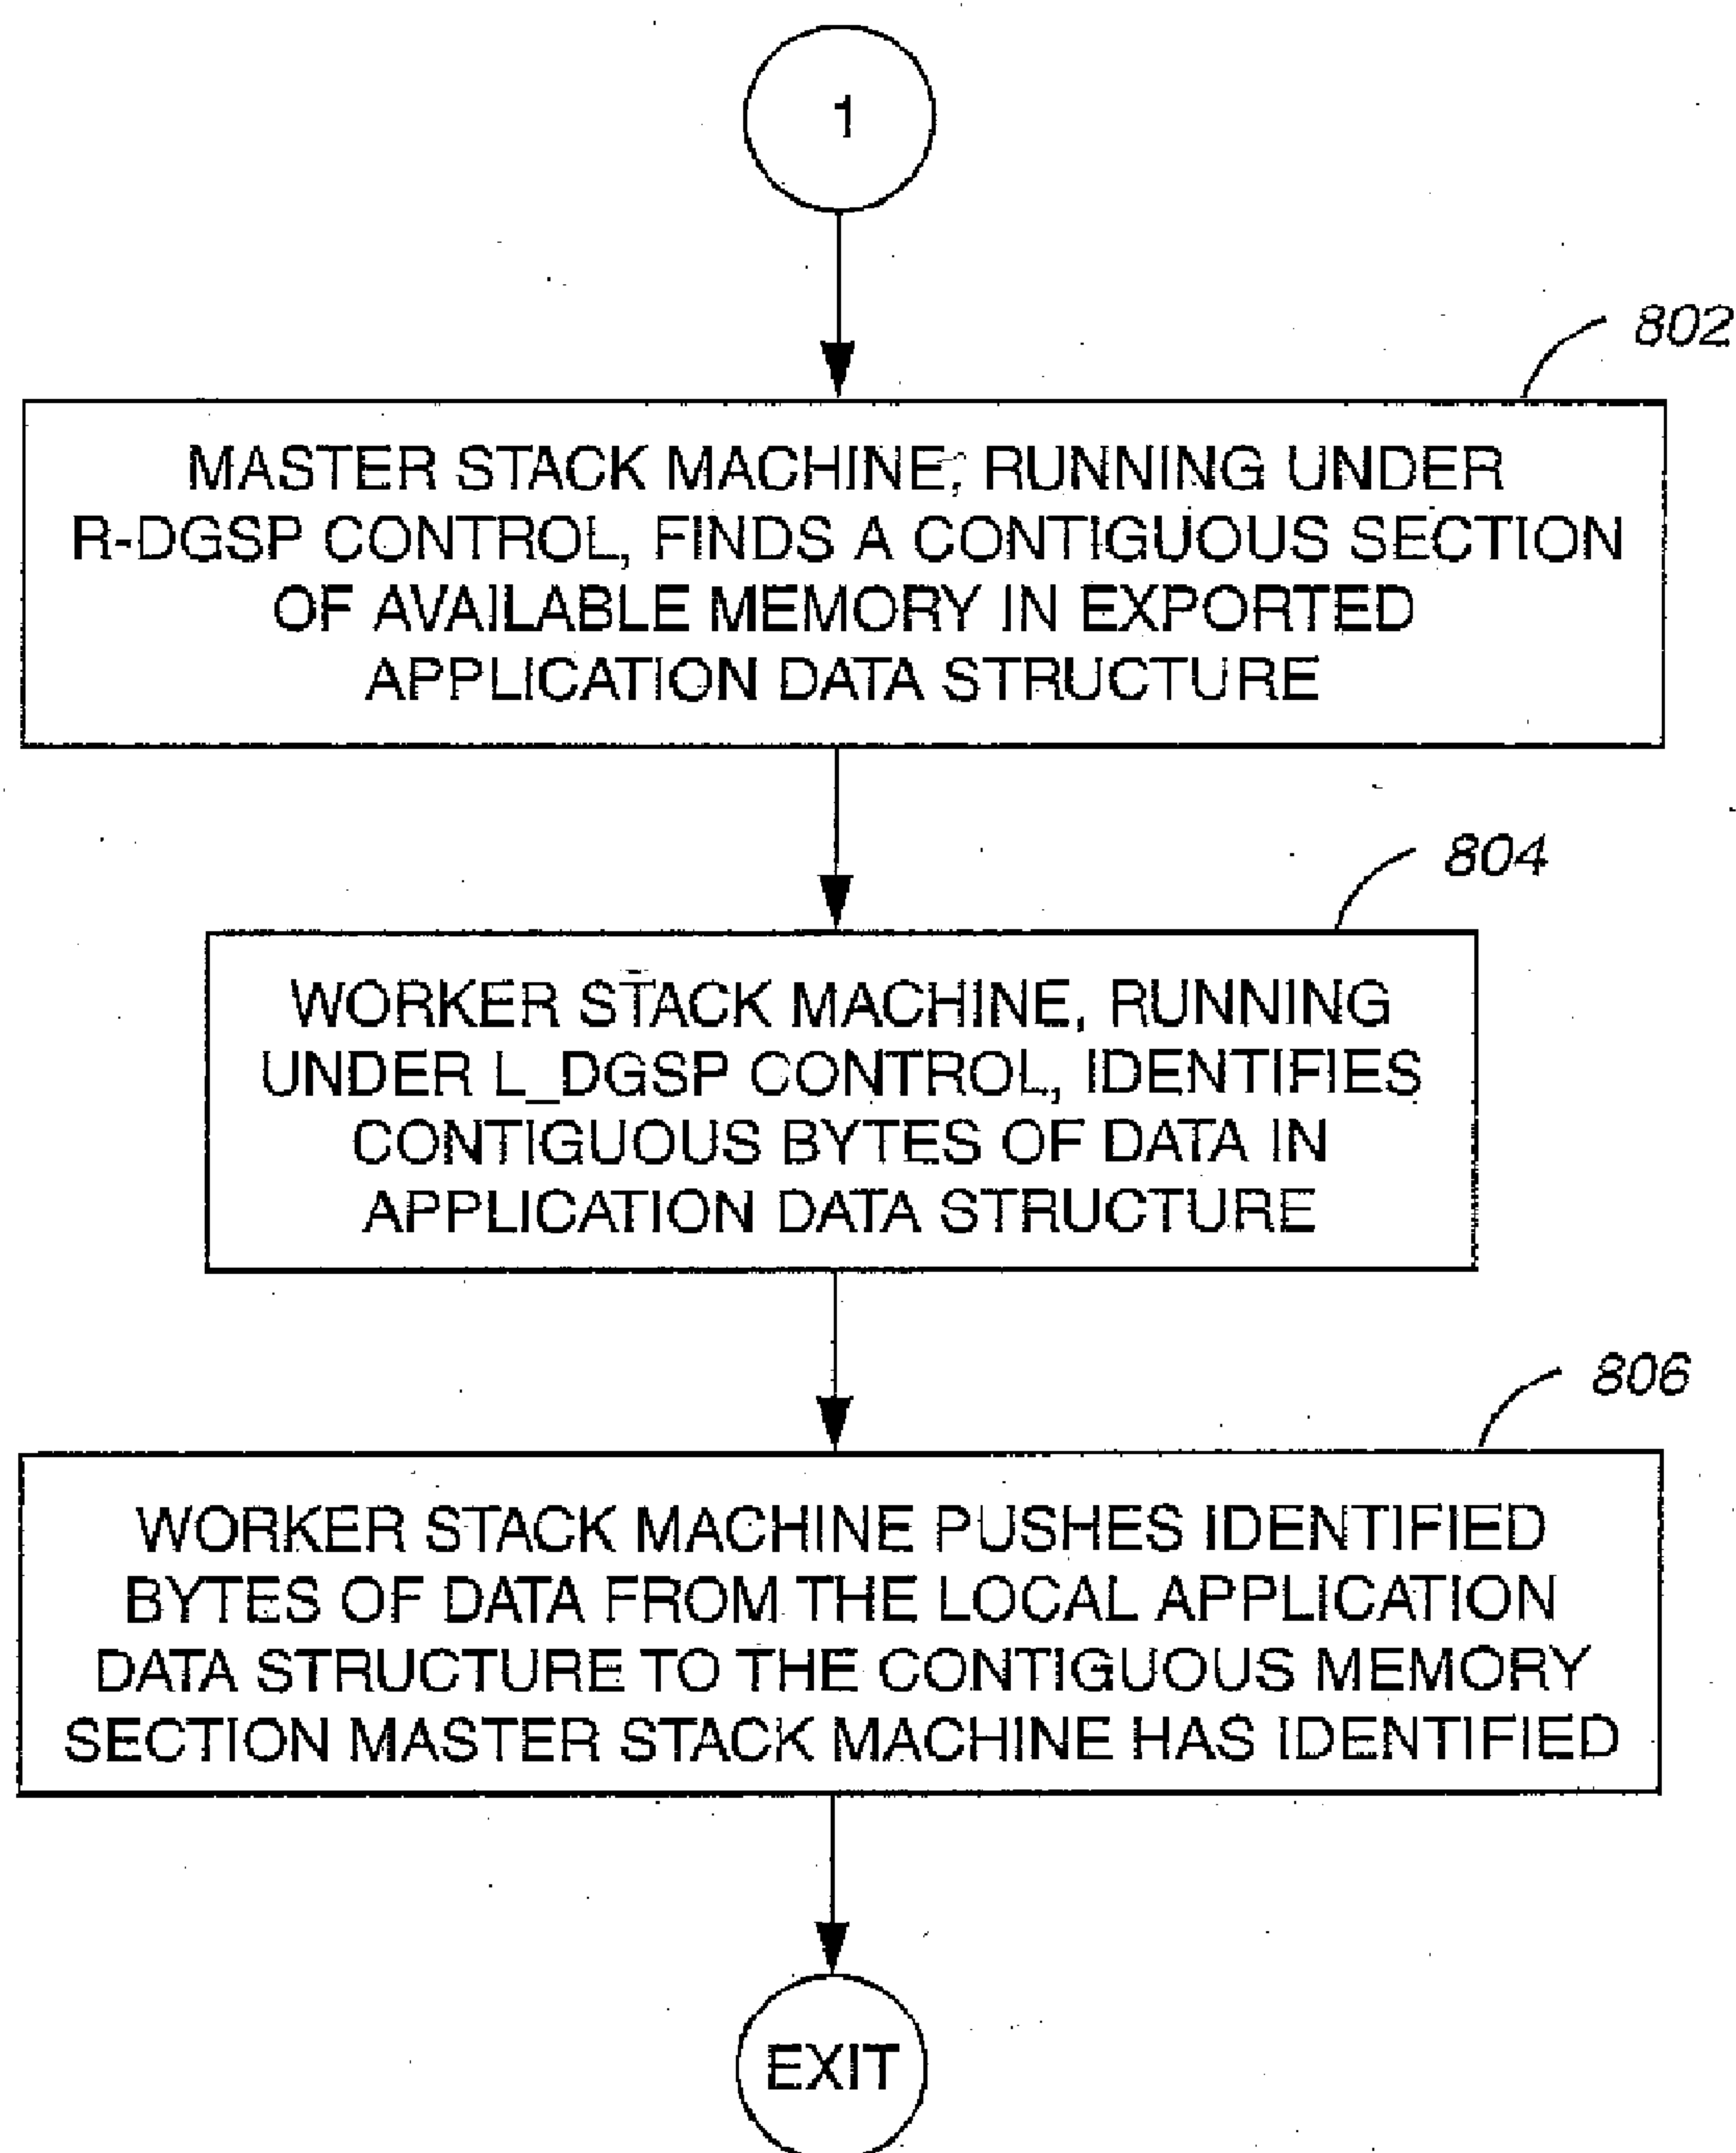 1
802
MASTER STACK MACHINE, RUNNING UNDER
R-DGSP CONTROL, FINDS A CONTIGUOUS SECTION
OF AVAILABLE MEMORY IN EXPORTED
APPLICATION DATA STRUCTURE
804
WORKER STACK MACHINE, RUNNING
UNDER L_DGSP CONTROL, IDENTIFIES
CONTIGUOUS BYTES OF DATA IN
APPLICATION DATA STRUCTURE
806
WORKER STACK MACHINE PUSHES IDENTIFIED
BYTES OF DATA FROM THE LOCAL APPLICATION
DATA STRUCTURE TO THE CONTIGUOUS MEMORY
SECTION MASTER STACK MACHINE HAS IDENTIFIED
EXIT